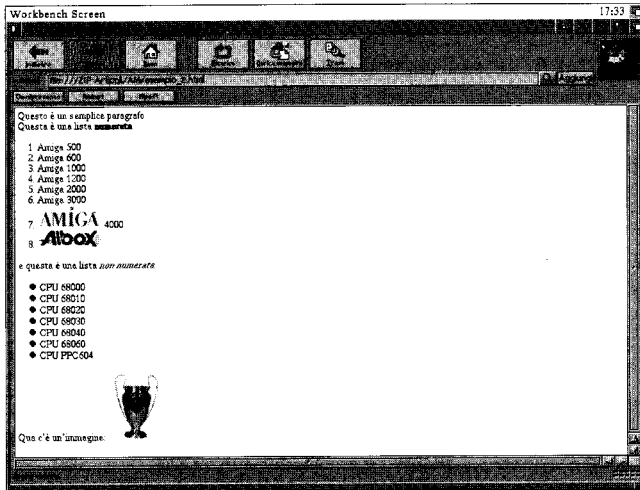 Workbench Screen 17:33
Questo è un semplice paragrafo
Questa è una lista numerata
1. Amiga 500
2. Amiga 600
3. Amiga 1000
4. Amiga 1200
5. Amiga 2000
6. Amiga 3000
7. AMIGA 4000
8. A\box
e questa è una lista non numerata:
CPU 68000
CPU 68010
CPU 68020
CPU 68030
CPU 68040
CPU 68060
CPU PPC604
Qua c'è un'immagine: